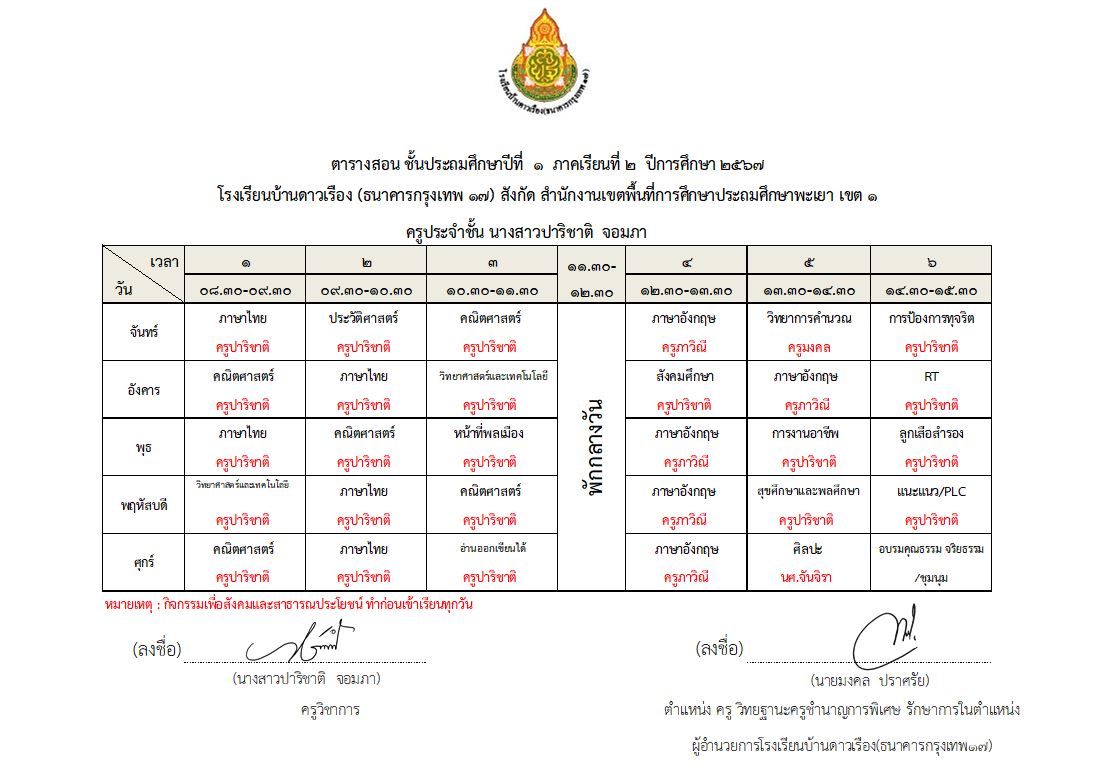 โรงเรียนบ้านดาวเรือง(ธนาคารกรุงเทพ ๑๗)
ตารางสอน ชั้นประถมศึกษาปีที่ ๑ ภาคเรียนที่ ๒ ปีการศึกษา ๒๕๖๗
โรงเรียนบ้านดาวเรือง (ธนาคารกรุงเทพ ๑๗) สังกัด สำนักงานเขตพื้นที่การศึกษาประถมศึกษาพะเยา เขต ๑
ครูประจำชั้น นางสาวปาริชาติ จอมภา
เวลา ๑ ๒ ๓ ๑๑.๓๐- ๔ ๕ ๖
วัน ๐๘.๓๐-๐๙.๓๐ ๐๙.๓๐-๑๐.๓๐ ๑๐.๓๐-๑๑.๓๐ ๑๒.๓๐ ๑๒.๓๐-๑๓.๓๐ ๑๓.๓๐-๑๔.๓๐ ๑๔.๓๐-๑๕.๓๐
จันทร์ ภาษาไทย ประวัติศาสตร์ คณิตศาสตร์ ภาษาอังกฤษ วิทยาการคำนวณ การป้องการทุจริต
ครูปาริชาติ ครูปาริชาติ ครูปาริชาติ ครูภาวิณี ครูมงคล ครูปาริชาติ
อังคาร คณิตศาสตร์ ภาษาไทย วิทยาศาสตร์และเทคโนโลยี สังคมศึกษา ภาษาอังกฤษ RT
ครูปาริชาติ ครูปาริชาติ ครูปาริชาติ ครูปาริชาติ ครูภาวิณี ครูปาริชาติ
พักกลางวัน
พุธ ภาษาไทย คณิตศาสตร์ หน้าที่พลเมือง ภาษาอังกฤษ การงานอาชีพ ลูกเสือสำรอง
ครูปาริชาติ ครูปาริชาติ ครูปาริชาติ ครูภาวิณี ครูปาริชาติ ครูปาริชาติ
พฤหัสบดี วิทยาศาสตร์และเทคโนโลยี ภาษาไทย คณิตศาสตร์ ภาษาอังกฤษ สุขศึกษาและพลศึกษา แนะแนว/PLC
ครูปาริชาติ ครูปาริชาติ ครูปาริชาติ ครูภาวิณี ครูปาริชาติ ครูปาริชาติ
ศุกร์ คณิตศาสตร์ ภาษาไทย อ่านออกเขียนได้ ภาษาอังกฤษ ศิลปะ อบรมคุณธรรม จริยธรรม
ครูปาริชาติ ครูปาริชาติ ครูปาริชาติ ครูภาวิณี นศ.จันจิรา /ชุมนุม
หมายเหตุ : กิจกรรมเพื่อสังคมและสาธารณประโยชน์ ทำก่อนเข้าเรียนทุกวัน
(ลงชื่อ) (ลงชื่อ)
(นางสาวปาริชาติ จอมภา) (นายมงคล ปราศรัย)
ครูวิชาการ ตำแหน่ง ครู วิทยฐานะครูชำนาญการพิเศษ รักษาการในตำแหน่ง
ผู้อำนวยการโรงเรียนบ้านดาวเรือง(ธนาคารกรุงเทพ๑๗)